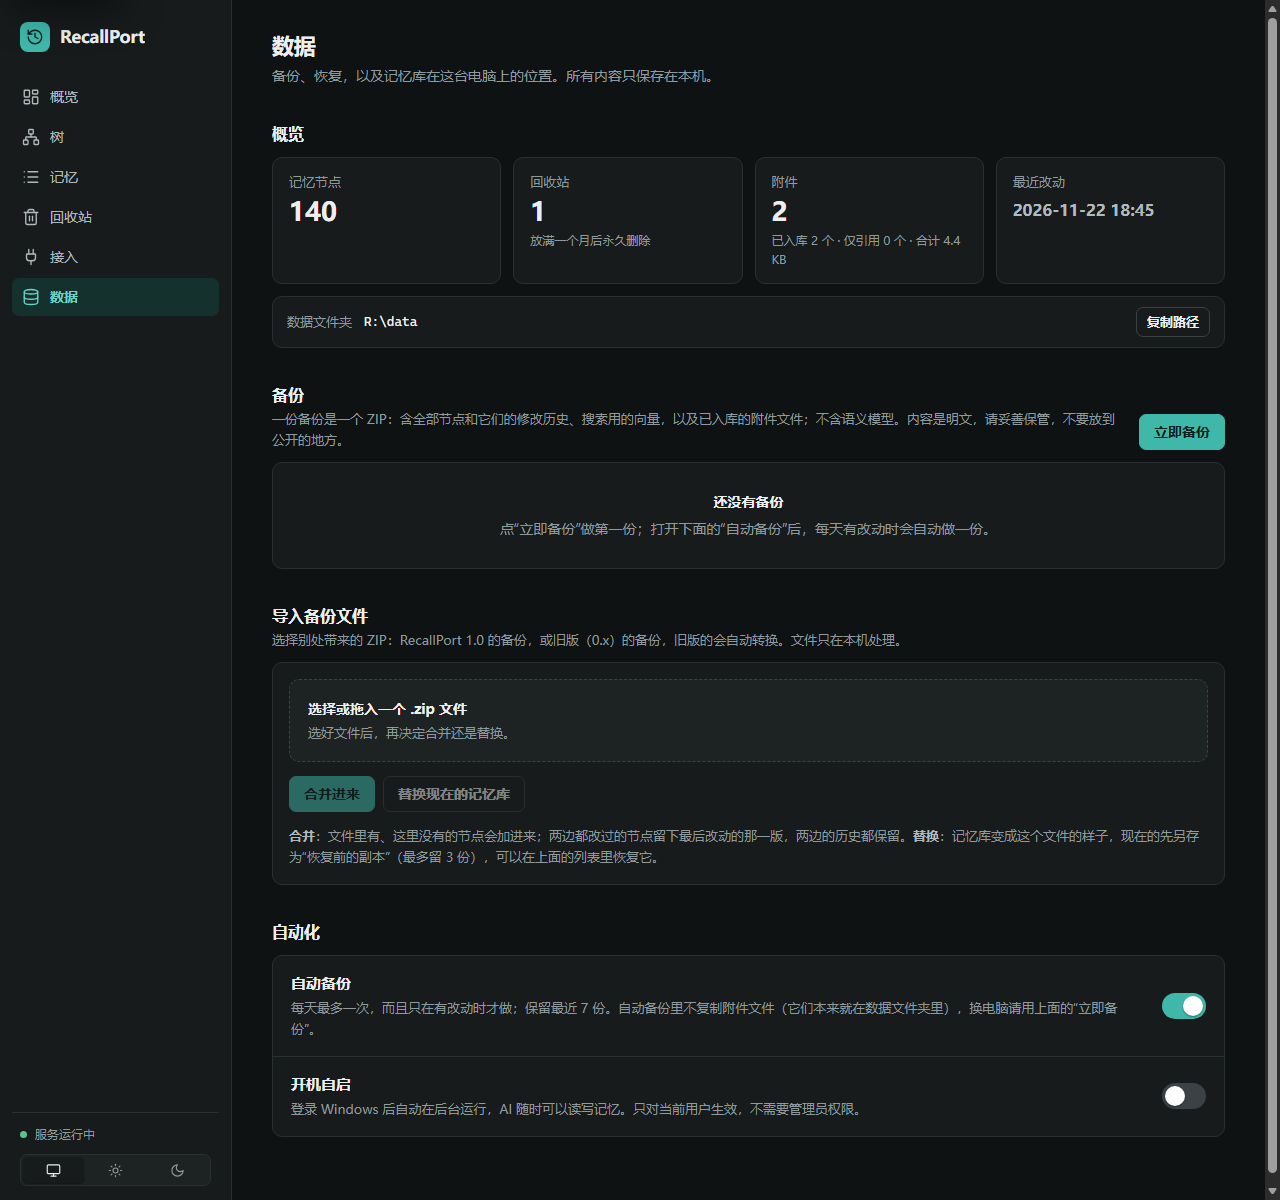 RecallPort
概览
树
记忆
回收站
接入
数据
服务运行中
数据
备份、恢复，以及记忆库在这台电脑上的位置。所有内容只保存在本机。
概览
记忆节点
140
回收站
1
放满一个月后永久删除
附件
2
已入库 2 个 · 仅引用 0 个 · 合计 4.4
KB
最近改动
2026-11-22 18:45
数据文件夹 R:\data
复制路径
备份
一份备份是一个 ZIP：含全部节点和它们的修改历史、搜索用的向量，以及已入库的附件文件；不含语义模型。内容是明文，请妥善保管，不要放到
公开的地方。
立即备份
还没有备份
点“立即备份”做第一份；打开下面的“自动备份”后，每天有改动时会自动做一份。
导入备份文件
选择别处带来的 ZIP：RecallPort 1.0 的备份，或旧版（0.x）的备份，旧版的会自动转换。文件只在本机处理。
选择或拖入一个 .zip 文件
选好文件后，再决定合并还是替换。
合并进来
替换现在的记忆库
合并：文件里有、这里没有的节点会加进来；两边都改过的节点留下最后改动的那一版，两边的历史都保留。替换：记忆库变成这个文件的样子，现在的先另存
为“恢复前的副本”（最多留 3 份），可以在上面的列表里恢复它。
自动化
自动备份
每天最多一次，而且只在有改动时才做；保留最近 7 份。自动备份里不复制附件文件（它们本来就在数据文件夹里），换电脑请用上面的“立即备
份”。
开机自启
登录 Windows 后自动在后台运行，AI 随时可以读写记忆。只对当前用户生效，不需要管理员权限。